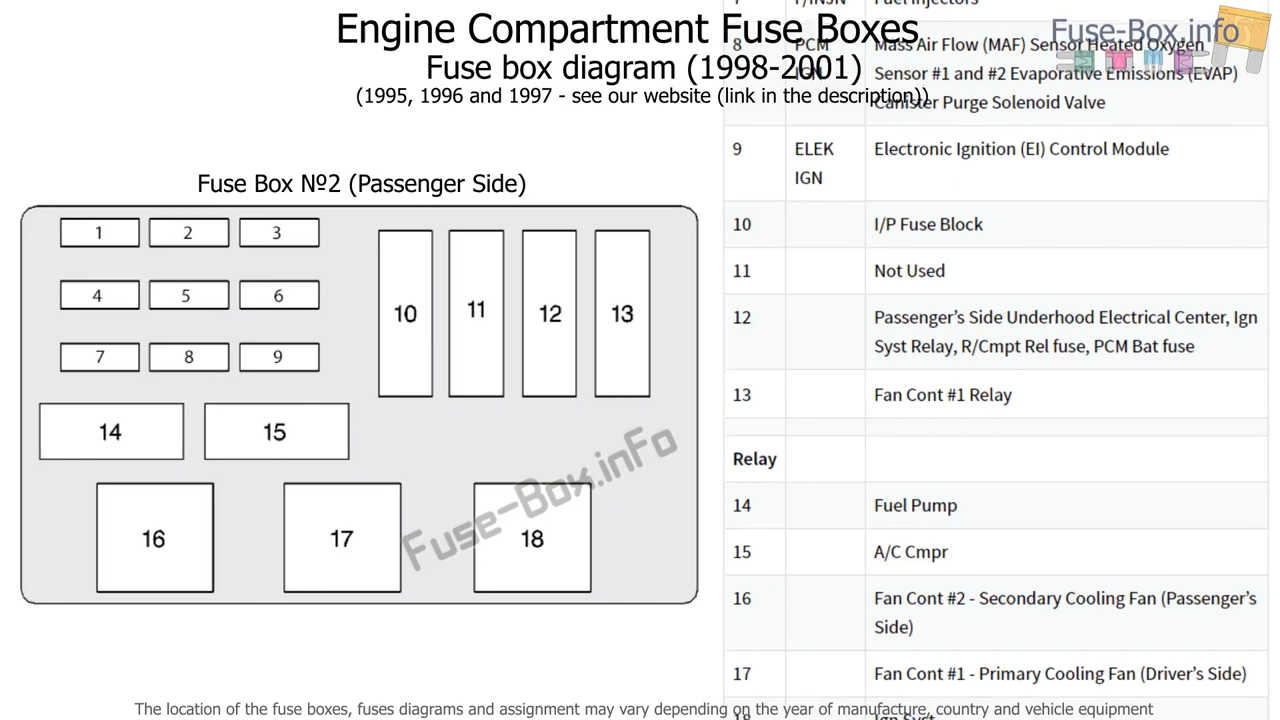 Engine Compartment Fuse Boxes
Fuse box diagram (1998-2001)
(1995, 1996 and 1997 - see our website (link in the description))
Fuse-Box.info
Fuse Box №2 (Passenger Side)
1 2 3
4 5 6
7 8 9
10 11 12 13
14 15
16 17 18
Fuse-Box.inFo
7 F/INJN Fuel Injectors
8 PCM IGN Mass Air Flow (MAF) Sensor Heated Oxygen
Sensor #1 and #2 Evaporative Emissions (EVAP)
Canister Purge Solenoid Valve
9 ELEK Electronic Ignition (EI) Control Module
IGN
10 I/P Fuse Block
11 Not Used
12 Passenger’s Side Underhood Electrical Center, Ign
Syst Relay, R/Cmpt Rel fuse, PCM Bat fuse
13 Fan Cont #1 Relay
Relay
14 Fuel Pump
15 A/C Cmpr
16 Fan Cont #2 - Secondary Cooling Fan (Passenger’s
Side)
17 Fan Cont #1 - Primary Cooling Fan (Driver’s Side)
18 Ign Syst
The location of the fuse boxes, fuses diagrams and assignment may vary depending on the year of manufacture, country and vehicle equipment